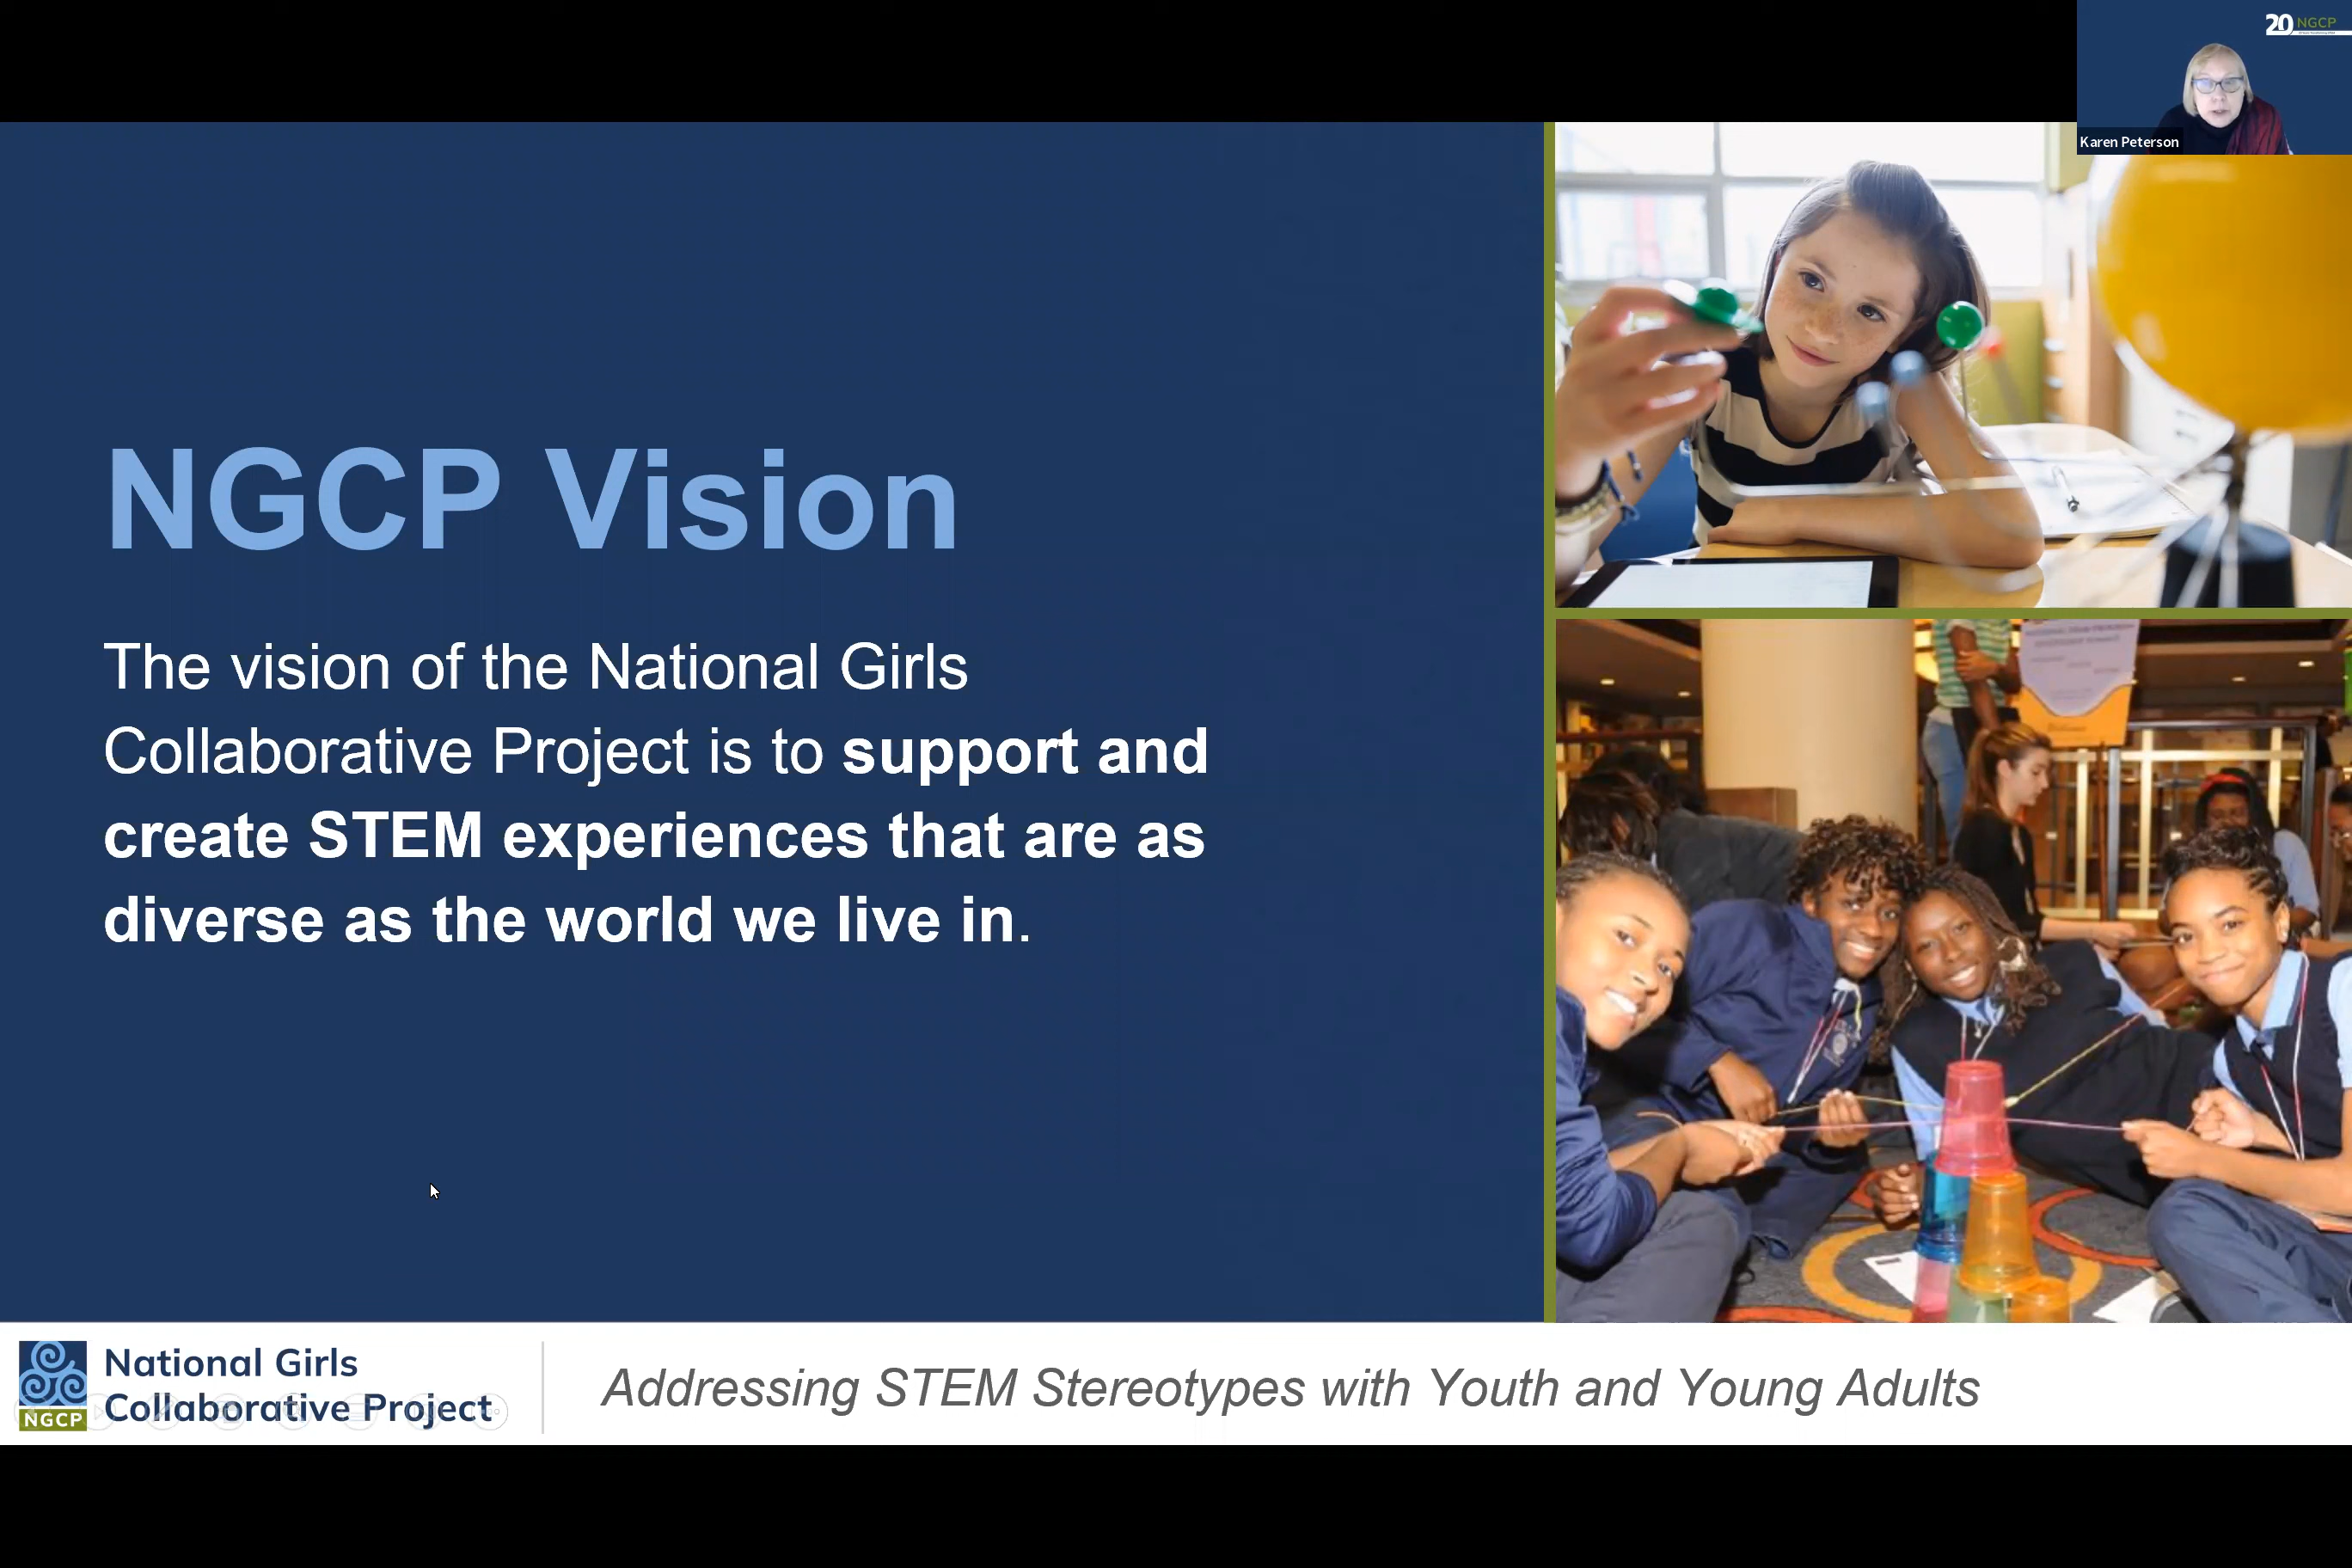 20 NGCP
Karen Peterson
NGCP Vision
The vision of the National Girls
Collaborative Project is to support and
create STEM experiences that are as
diverse as the world we live in.
NGCP
National Girls
Collaborative Project
Addressing STEM Stereotypes with Youth and Young Adults